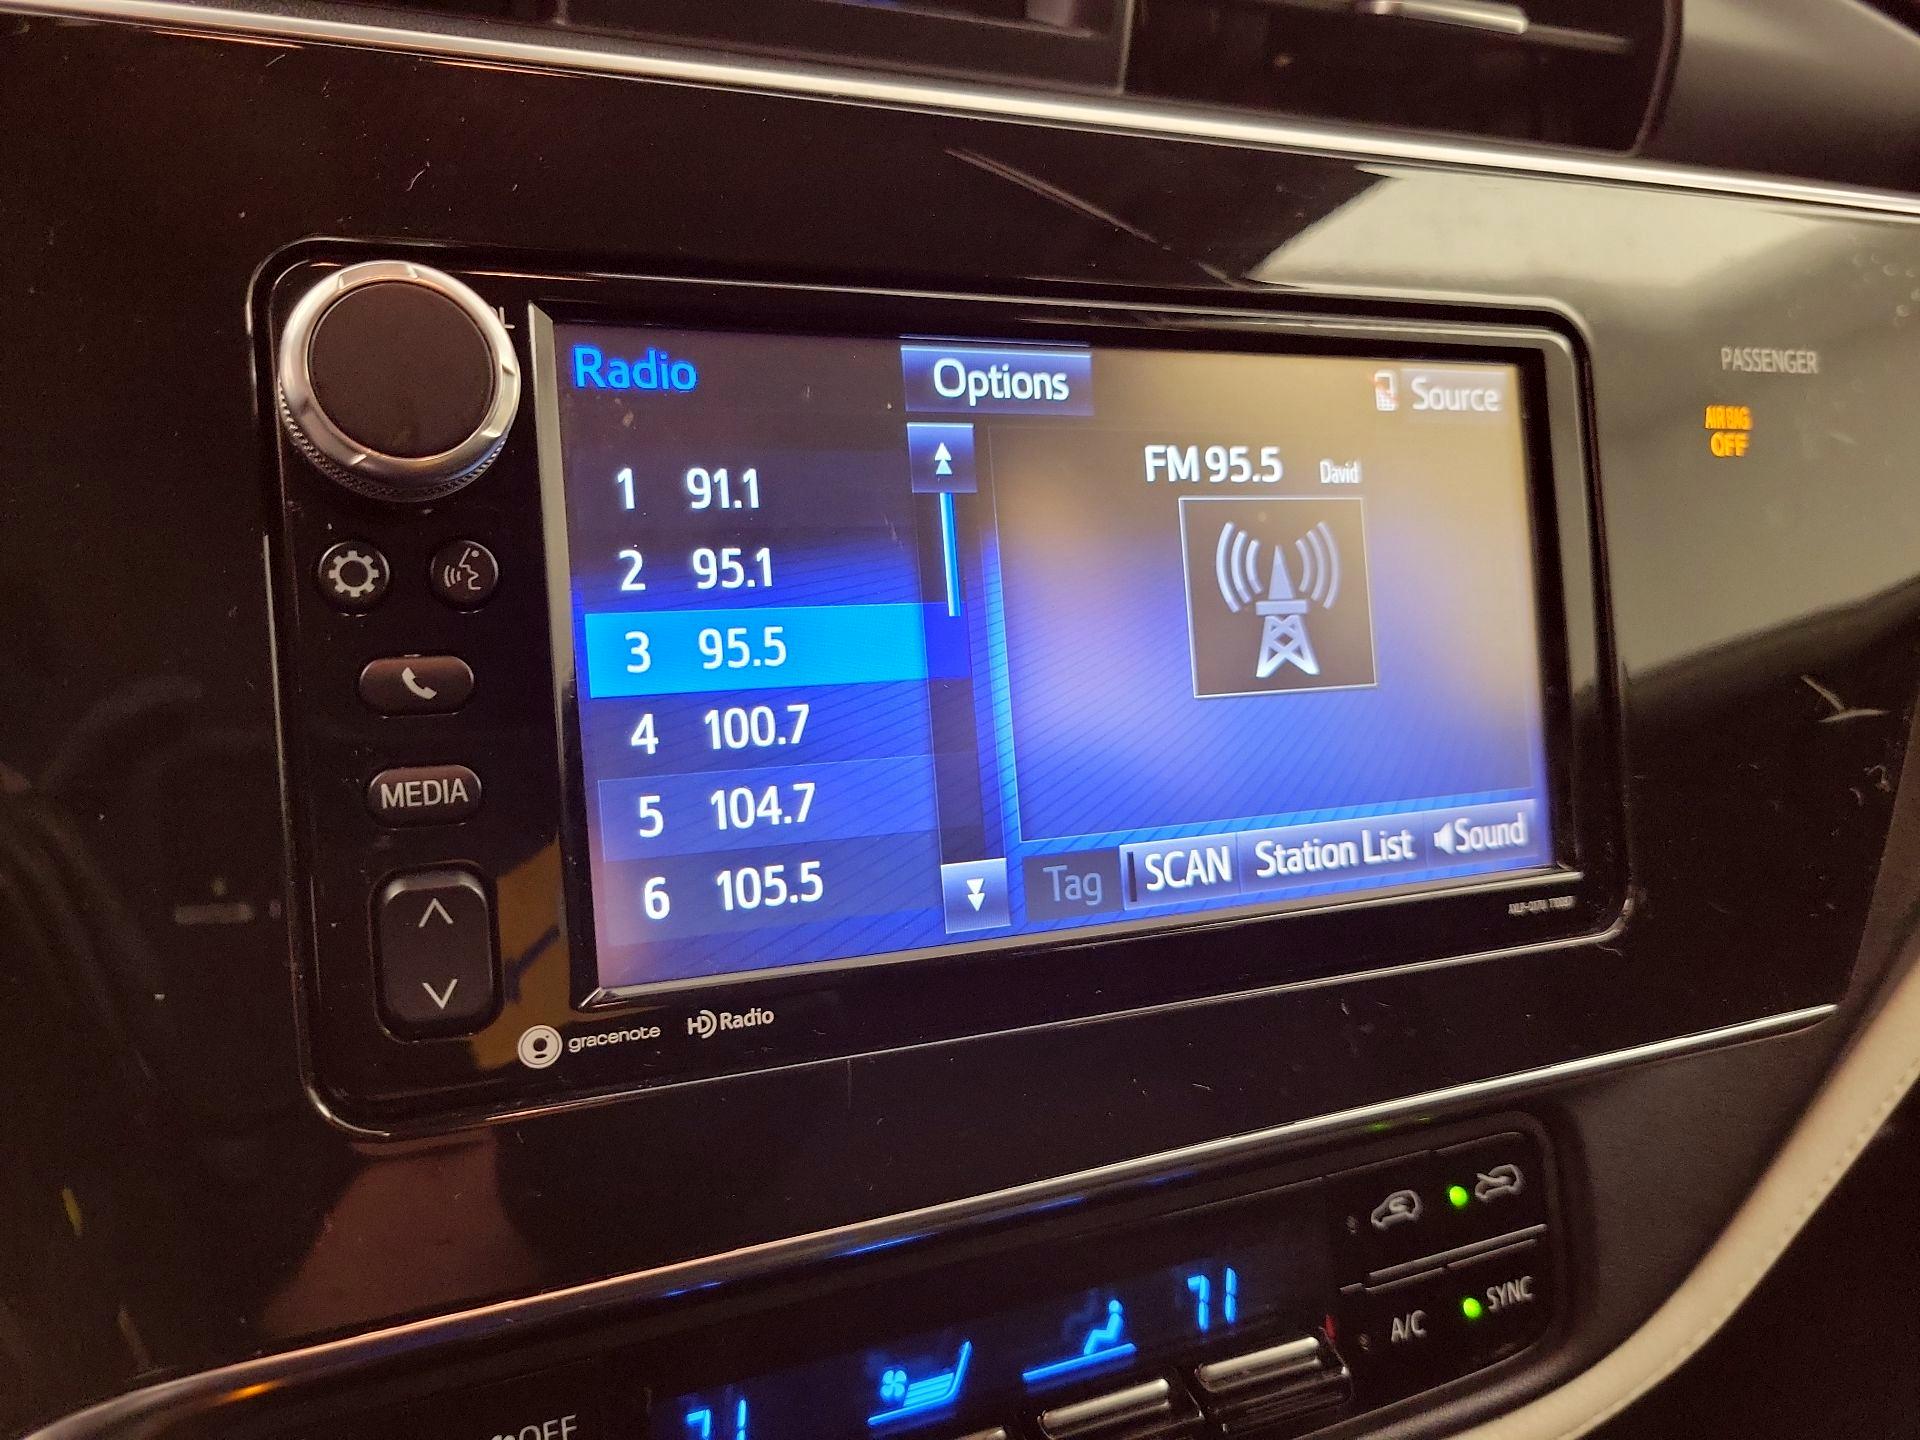 L
Radio
Options
Source
PASSENGER
AIR BAG
OFF
1 91.1
2 95.1
3 95.5
4 100.7
5 104.7
6 105.5
FM 95.5 David
MEDIA
Tag
SCAN
Station List
Sound
gracenote
HD Radio
71
71
A/C
SYNC
OFF